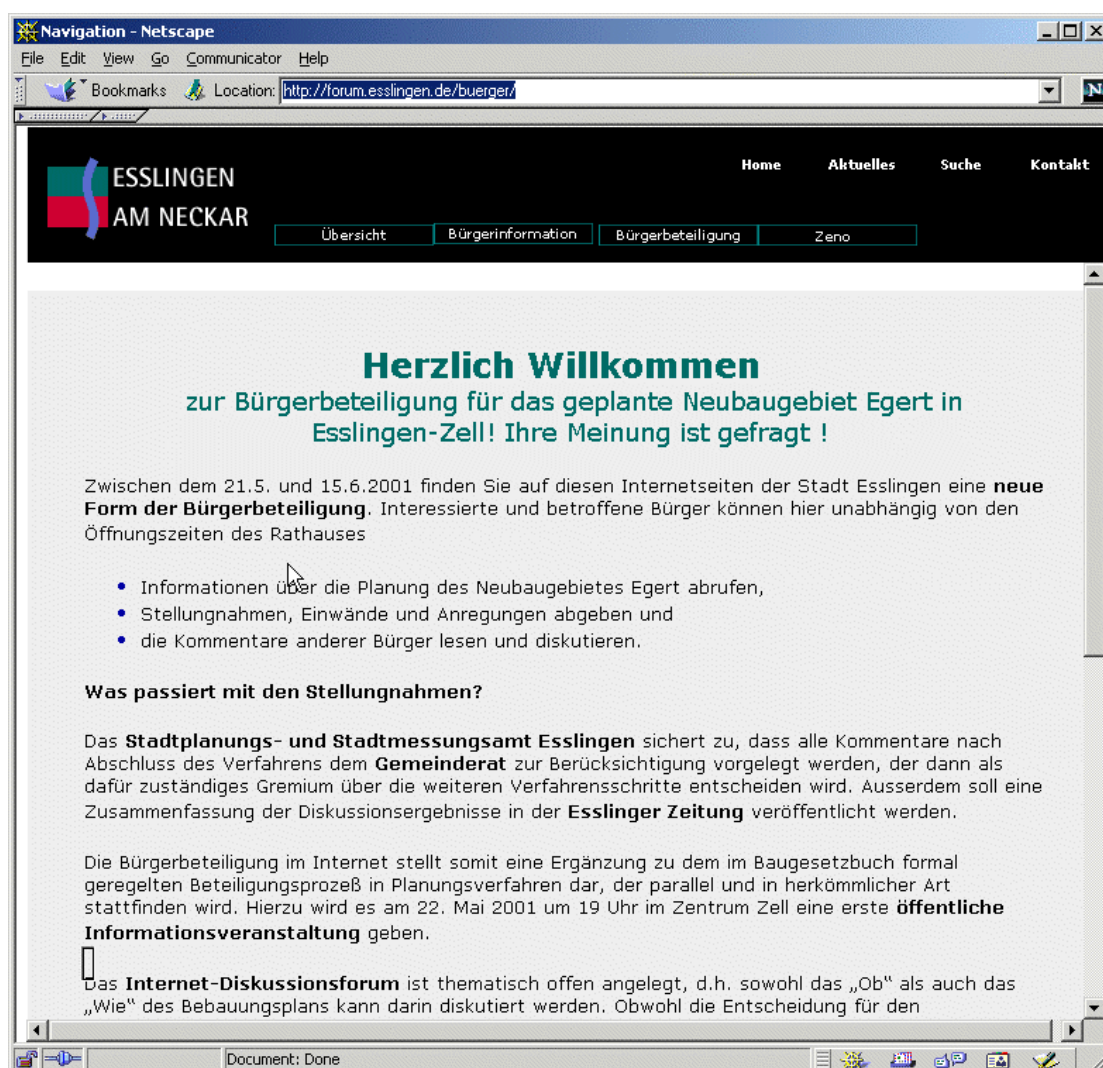 Navigation - Netscape
File Edit View Go Communicator Help
Bookmarks Location: http://forum.esslingen.de/buerger/
N
Home Aktuelles Suche Kontakt
ESSLINGEN
AM NECKAR
Übersicht Bürgerinformation Bürgerbeteiligung Zeno
Herzlich Willkommen
zur Bürgerbeteiligung für das geplante Neubaugebiet Egert in
Esslingen-Zell! Ihre Meinung ist gefragt !
Zwischen dem 21.5. und 15.6.2001 finden Sie auf diesen Internetseiten der Stadt Esslingen eine neue
Form der Bürgerbeteiligung. Interessierte und betroffene Bürger können hier unabhängig von den
Öffnungszeiten des Rathauses
• Informationen über die Planung des Neubaugebietes Egert abrufen,
• Stellungnahmen, Einwände und Anregungen abgeben und
• die Kommentare anderer Bürger lesen und diskutieren.
Was passiert mit den Stellungnahmen?
Das Stadtplanungs- und Stadtmessungsamt Esslingen sichert zu, dass alle Kommentare nach
Abschluss des Verfahrens dem Gemeinderat zur Berücksichtigung vorgelegt werden, der dann als
dafür zuständiges Gremium über die weiteren Verfahrensschritte entscheiden wird. Ausserdem soll eine
Zusammenfassung der Diskussionsergebnisse in der Esslinger Zeitung veröffentlicht werden.
Die Bürgerbeteiligung im Internet stellt somit eine Ergänzung zu dem im Baugesetzbuch formal
geregelten Beteiligungsprozeß in Planungsverfahren dar, der parallel und in herkömmlicher Art
stattfinden wird. Hierzu wird es am 22. Mai 2001 um 19 Uhr im Zentrum Zell eine erste öffentliche
Informationsveranstaltung geben.
Das Internet-Diskussionsforum ist thematisch offen angelegt, d.h. sowohl das „Ob“ als auch das
„Wie“ des Bebauungsplans kann darin diskutiert werden. Obwohl die Entscheidung für den
Document: Done